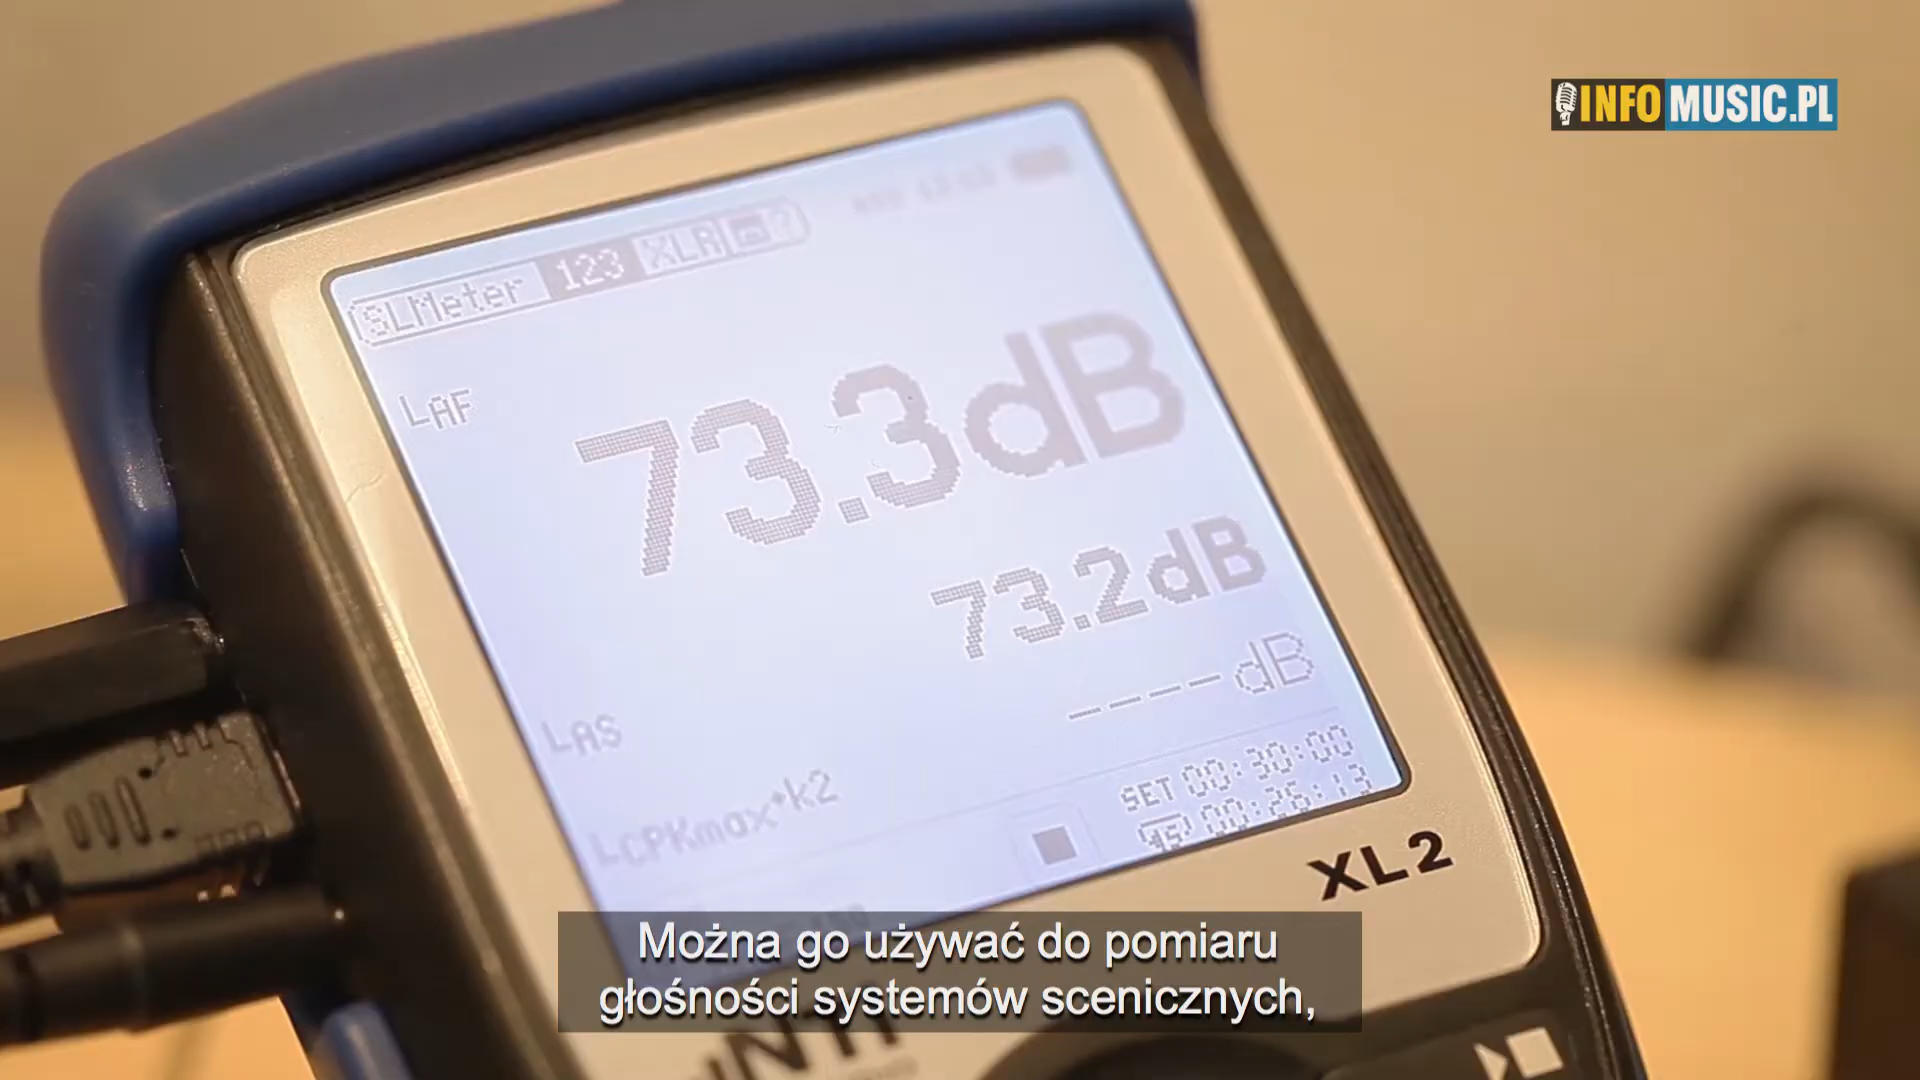 INFOMUSIC.PL
SLMeter 123 XLR ?
LAF
73.3dB
73.2dB
----dB
LAS
LCPKmax*k2
SET 00:30:00
00:26:13
XL2
Można go używać do pomiaru
głośności systemów scenicznych,